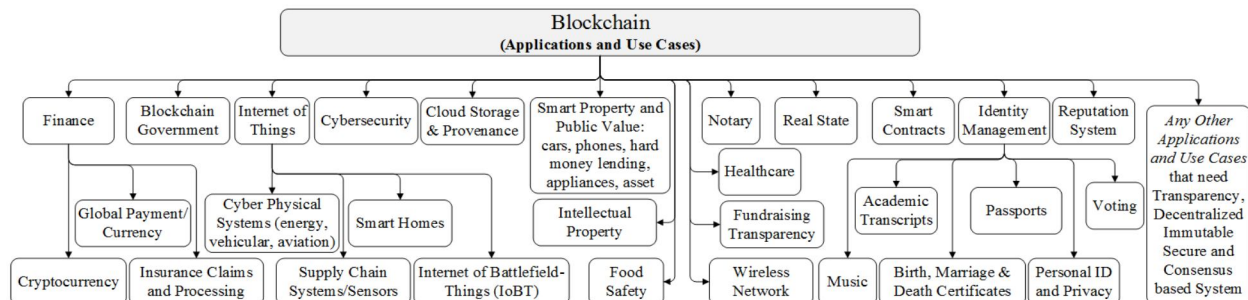 Blockchain
(Applications and Use Cases)
Finance
Blockchain
Government
Internet of
Things
Cybersecurity
Cloud Storage
& Provenance
Smart Property and
Public Value:
cars, phones, hard
money lending,
appliances, asset
Notary
Real State
Smart
Contracts
Identity
Management
Reputation
System
Any Other
Applications
and Use Cases
that need
Transparency,
Decentralized
Immutable
Secure and
Consensus
based System
Healthcare
Global Payment/
Currency
Cyber Physical
Systems (energy,
vehicular, aviation)
Smart Homes
Intellectual
Property
Fundraising
Transparency
Academic
Transcripts
Passports
Voting
Cryptocurrency
Insurance Claims
and Processing
Supply Chain
Systems/Sensors
Internet of Battlefield-
Things (IoBT)
Food
Safety
Wireless
Network
Music
Birth, Marriage &
Death Certificates
Personal ID
and Privacy